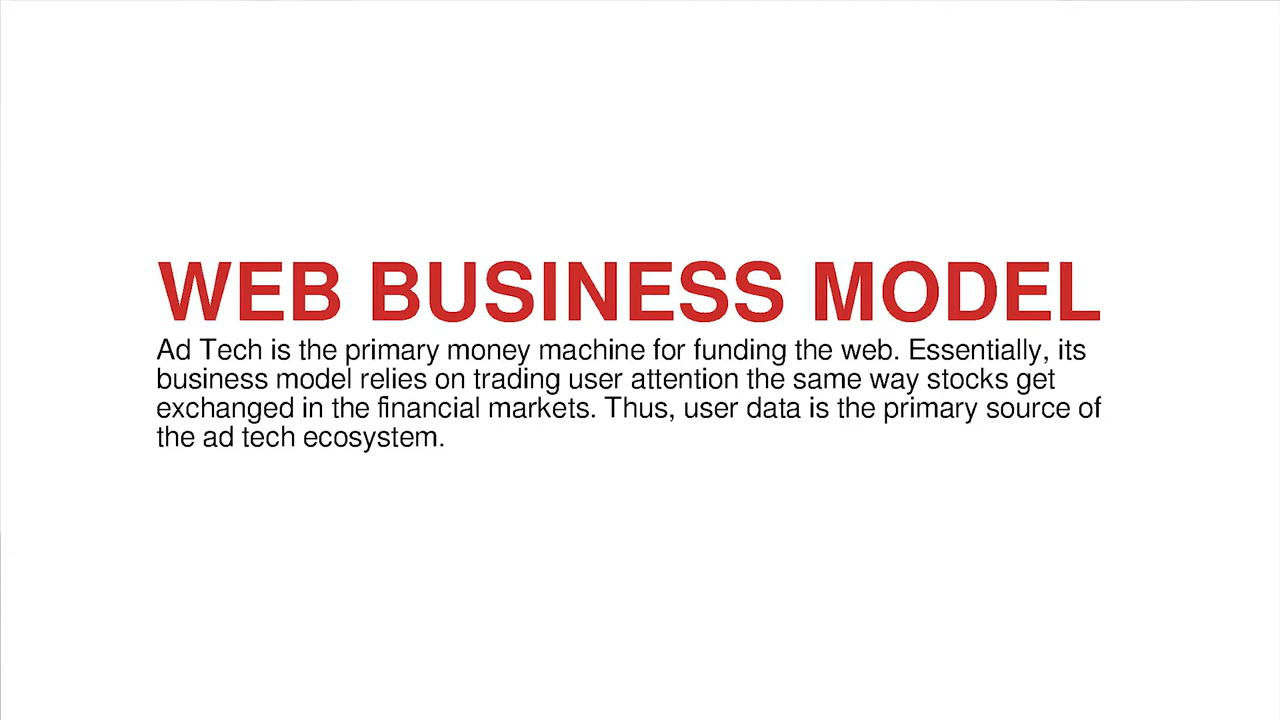 WEB BUSINESS MODEL
Ad Tech is the primary money machine for funding the web. Essentially, its
business model relies on trading user attention the same way stocks get
exchanged in the financial markets. Thus, user data is the primary source of
the ad tech ecosystem.